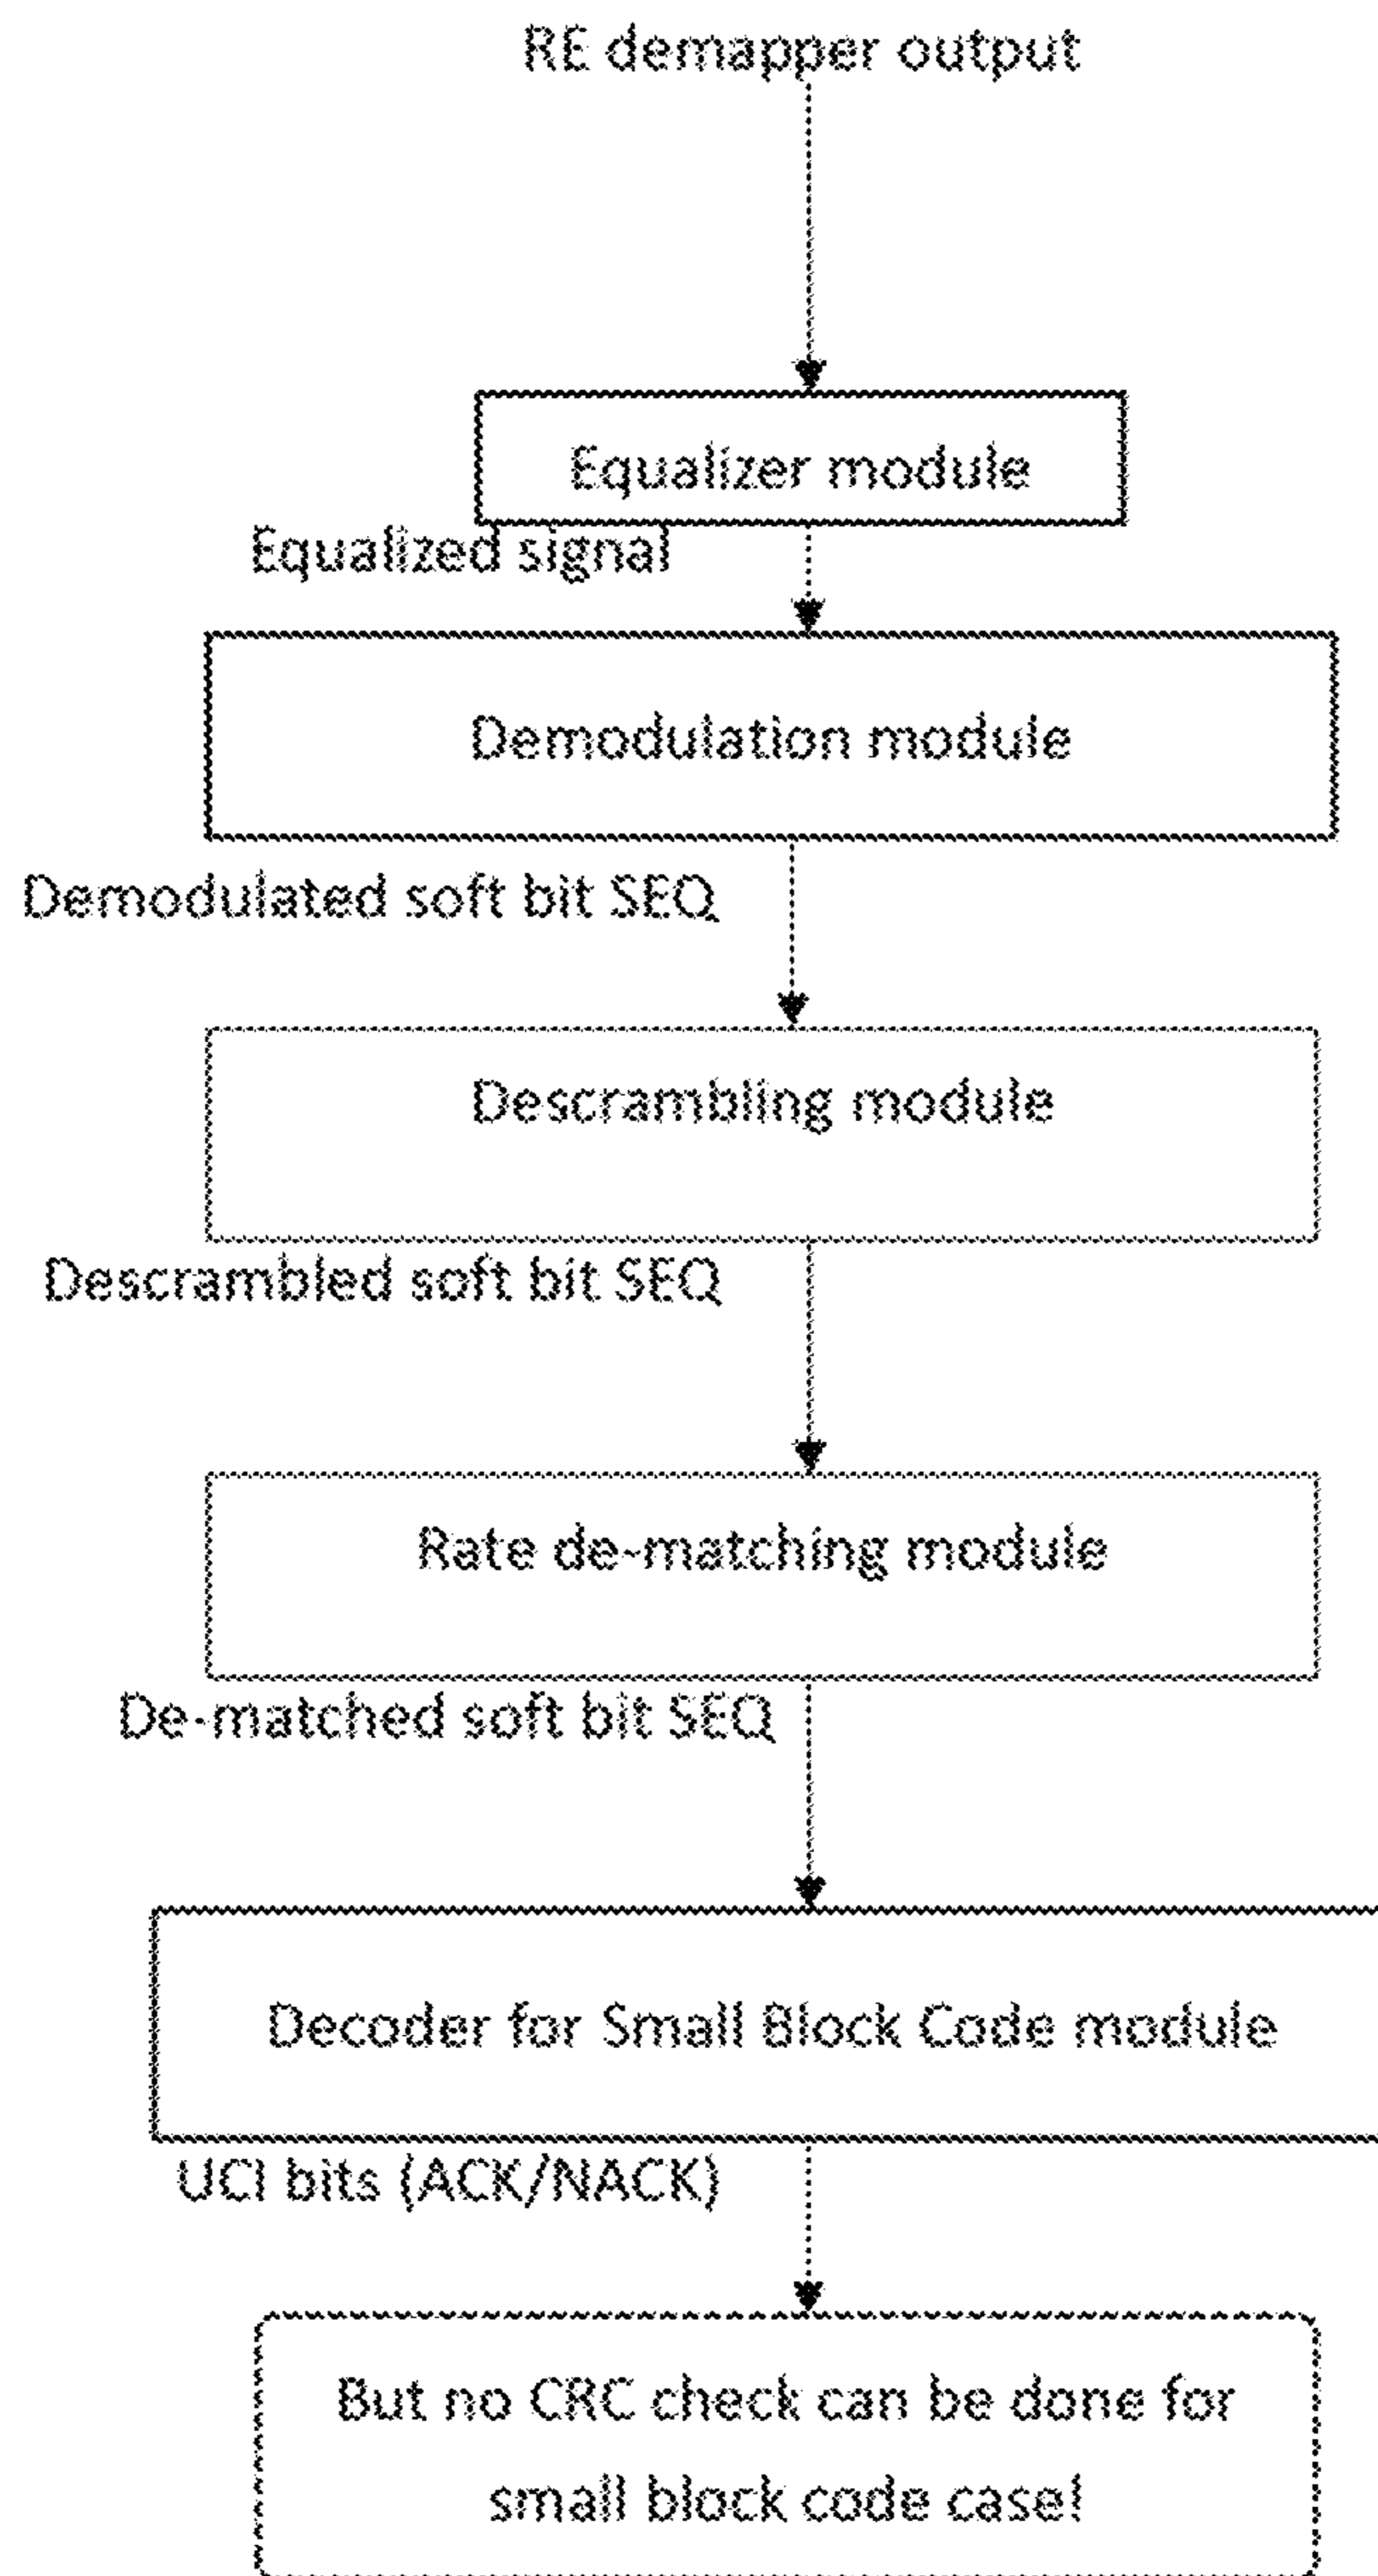 RE demapper output
Equalizer module
Equalized signal
Demodulation module
Demodulated soft bit SEQ
Descrambling module
Descrambled soft bit SEQ
Rate de-matching module
De-matched soft bit SEQ
Decoder for Small Block Code module
UCI bits (ACK/NACK)
But no CRC check can be done for
small block code case!